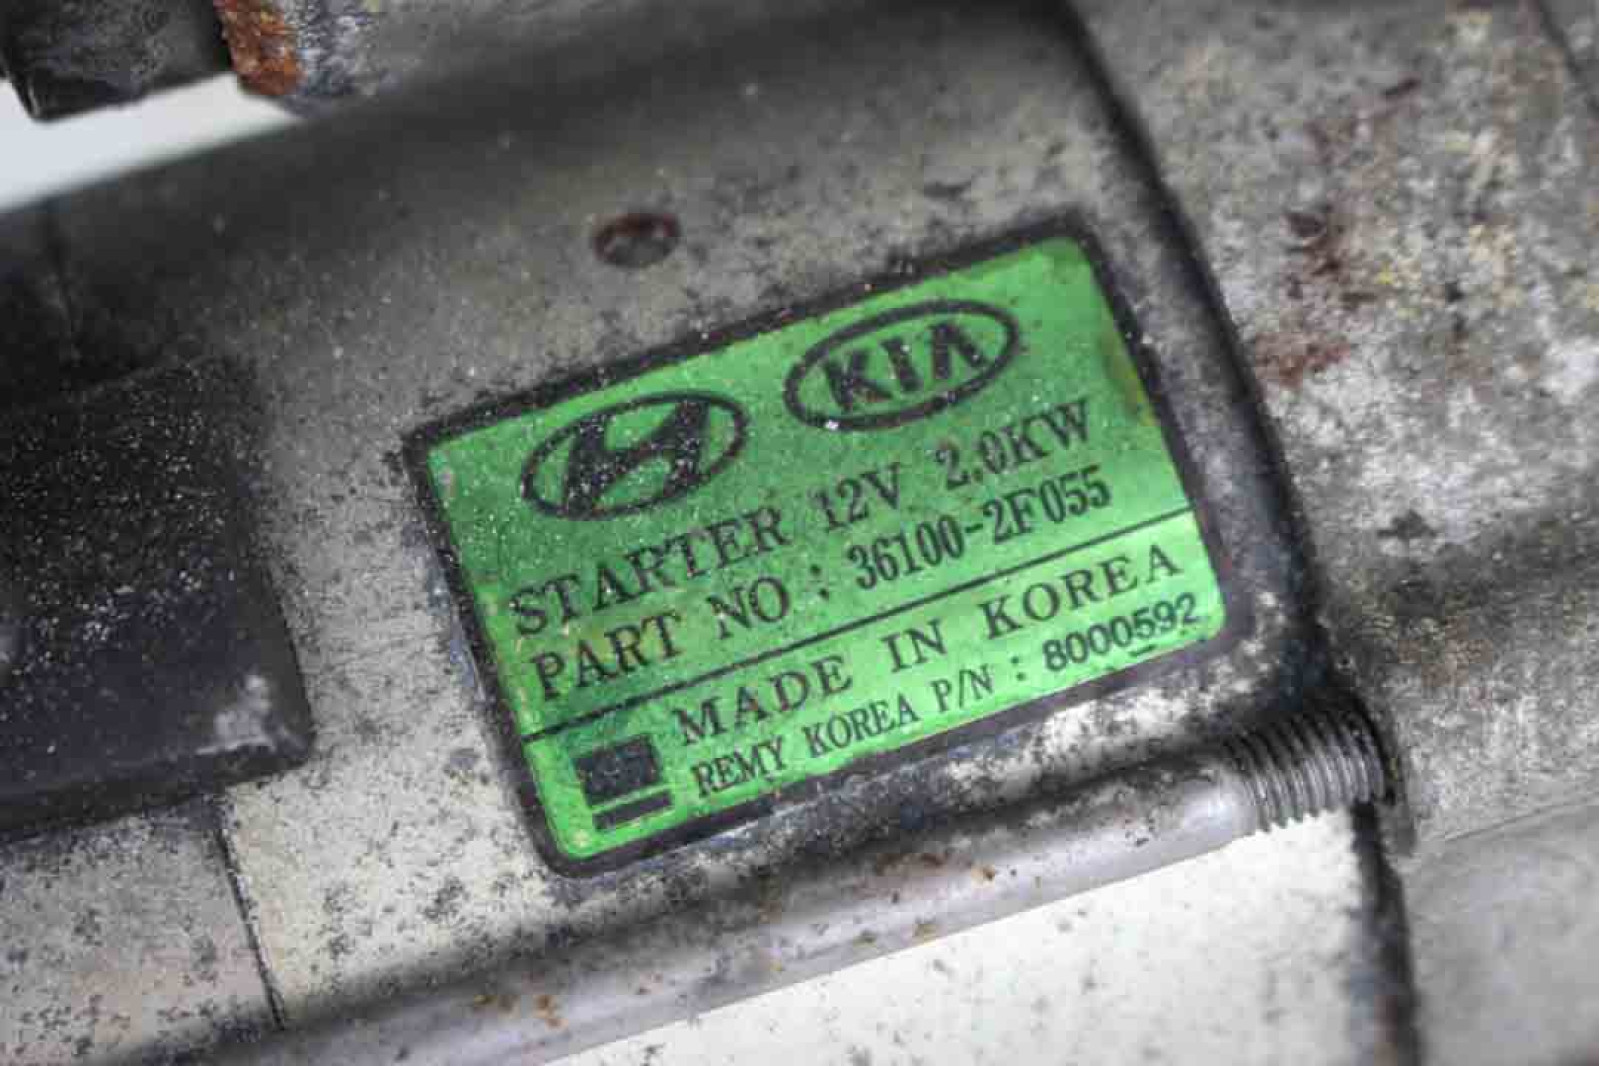 KIA
STARTER 12V 2.0KW
PART NO : 36100-2F055
MADE IN KOREA
REMY KOREA P/N : 8000592